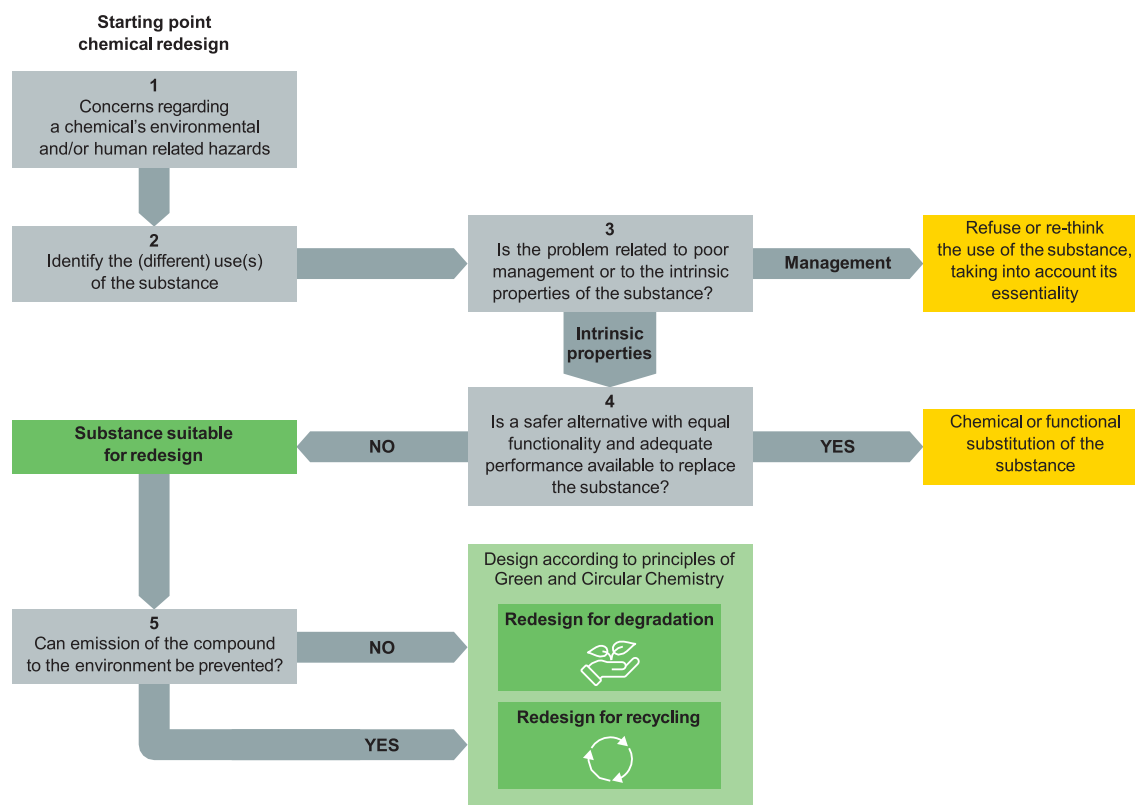 Starting point
chemical redesign
1
Concerns regarding
a chemical's environmental
and/or human related hazards
2
Identify the (different) use(s)
of the substance
3
Is the problem related to poor
management or to the intrinsic
properties of the substance?
Management
Refuse or re-think
the use of the substance,
taking into account its
essentiality
Intrinsic
properties
4
Is a safer alternative with equal
functionality and adequate
performance available to replace
the substance?
YES
Chemical or functional
substitution of the
substance
NO
Substance suitable
for redesign
5
Can emission of the compound
to the environment be prevented?
NO
YES
Design according to principles of
Green and Circular Chemistry
Redesign for degradation
Redesign for recycling